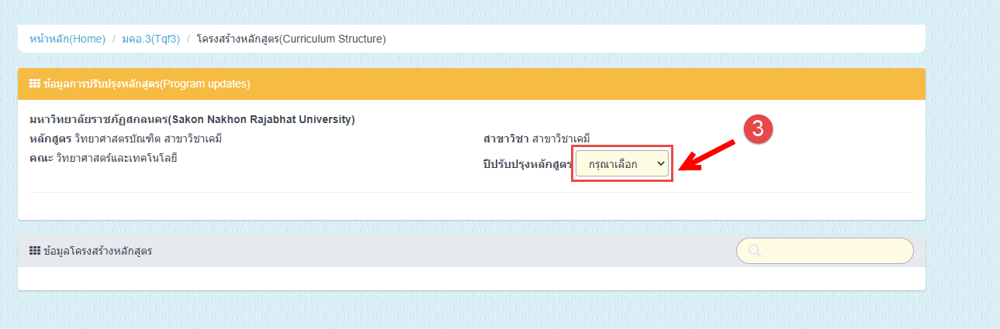 หน้าหลัก(Home) / มคอ.3(Tqf3) / โครงสร้างหลักสูตร(Curriculum Structure)
ข้อมูลการปรับปรุงหลักสูตร(Program updates)
มหาวิทยาลัยราชภัฏสกลนคร(Sakon Nakhon Rajabhat University)
หลักสูตร วิทยาศาสตรบัณฑิต สาขาวิชาเคมี
สาขาวิชา สาขาวิชาเคมี
คณะ วิทยาศาสตร์และเทคโนโลยี
ปีปรับปรุงหลักสูตร กรุณาเลือก
3
ข้อมูลโครงสร้างหลักสูตร